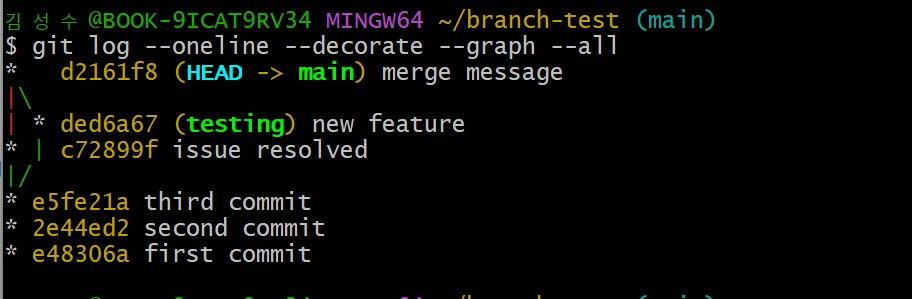 김성수@BOOK-9ICAT9RV34 MINGW64 ~/branch-test (main)
$ git log --oneline --decorate --graph --all
*   d2161f8 (HEAD -> main) merge message
|\
| * ded6a67 (testing) new feature
* | c72899f issue resolved
|/
* e5fe21a third commit
* 2e44ed2 second commit
* e48306a first commit